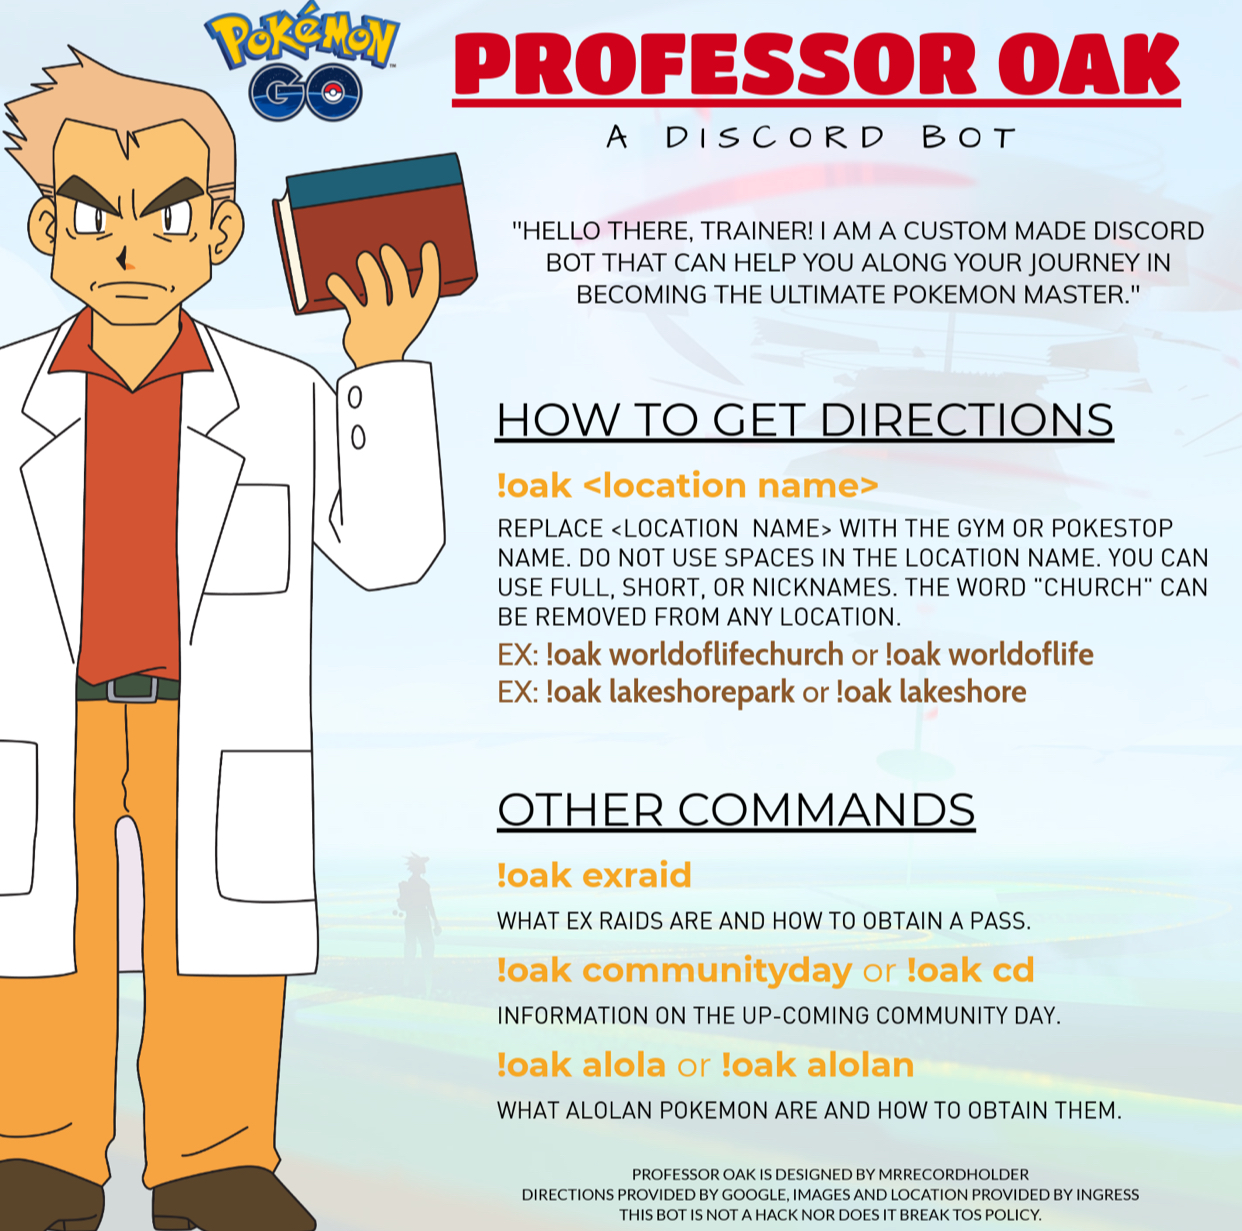 POKéMON
GO
™
PROFESSOR OAK
A DISCORD BOT
"HELLO THERE, TRAINER! I AM A CUSTOM MADE DISCORD
BOT THAT CAN HELP YOU ALONG YOUR JOURNEY IN
BECOMING THE ULTIMATE POKEMON MASTER."
HOW TO GET DIRECTIONS
!oak <location name>
REPLACE <LOCATION NAME> WITH THE GYM OR POKESTOP
NAME. DO NOT USE SPACES IN THE LOCATION NAME. YOU CAN
USE FULL, SHORT, OR NICKNAMES. THE WORD "CHURCH" CAN
BE REMOVED FROM ANY LOCATION.
EX: !oak worldoflifechurch or !oak worldoflife
EX: !oak lakeshorepark or !oak lakeshore
OTHER COMMANDS
!oak exraid
WHAT EX RAIDS ARE AND HOW TO OBTAIN A PASS.
!oak communityday or !oak cd
INFORMATION ON THE UP-COMING COMMUNITY DAY.
!oak alola or !oak alolan
WHAT ALOLAN POKEMON ARE AND HOW TO OBTAIN THEM.
PROFESSOR OAK IS DESIGNED BY MRRECORDHOLDER
DIRECTIONS PROVIDED BY GOOGLE, IMAGES AND LOCATION PROVIDED BY INGRESS
THIS BOT IS NOT A HACK NOR DOES IT BREAK TOS POLICY.